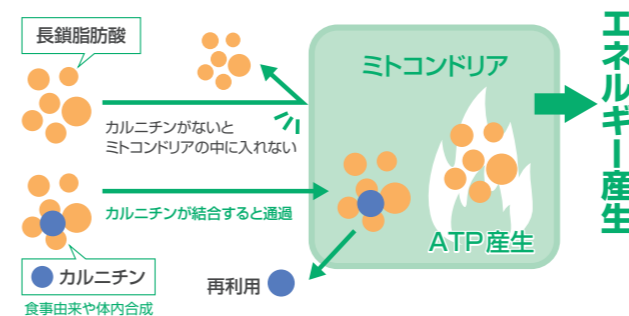 長鎖脂肪酸
カルニチンがないと
ミトコンドリアの中に入れない
カルニチンが結合すると通過
カルニチン
食事由来や体内合成
再利用
ミトコンドリア
ATP産生
エネルギー産生